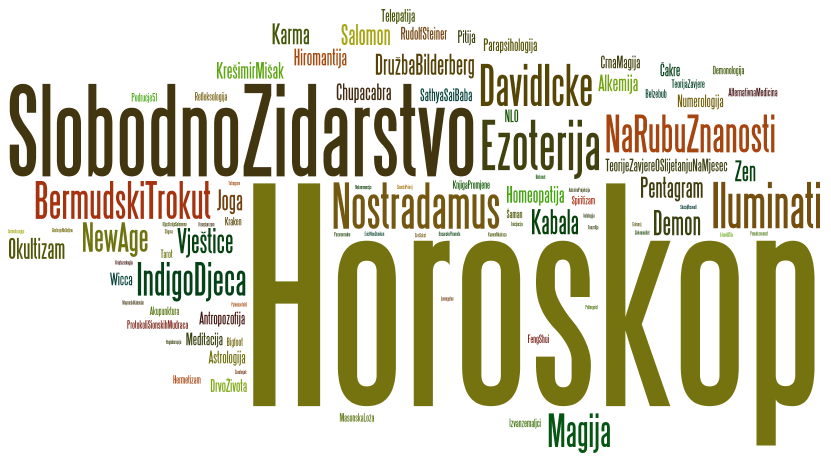 Telepatija
Karma
Salomon
RudolfSteiner
Pitija
Parapsihologija
Hiromantija
KrešimirMišak
DružbaBilderberg
CrnaMagija
Čakre
Demonologija
DavidIcke
Alkemija
TeorijaZavjere
AlternativnaMedicina
Područje51
Refleksologija
Chupacabra
SathyaSaiBaba
Belzebub
Numerologija
SlobodnoZidarstvo
NLO
Ezoterija
NaRubuZnanosti
TeorijeZavjereOSlijetanjuNaMjesec
Zen
BermudskiTrokut
Joga
Nostradamus
KnjigaPromjene
Homeopatija
Spiritizam
Pentagram
Iluminati
Kraken
Šaman
Kabala
Demon
Okultizam
NewAge
Vještice
Tarot
Horoskop
Wicca
IndigoDjeca
Akupunktura
Antropozofija
ProtokoliSionskihMudraca
Meditacija
Bigfoot
FengShui
Astrologija
Hermetizam
DrvoŽivota
MasonskaLoža
Izvanzemaljci
Magija